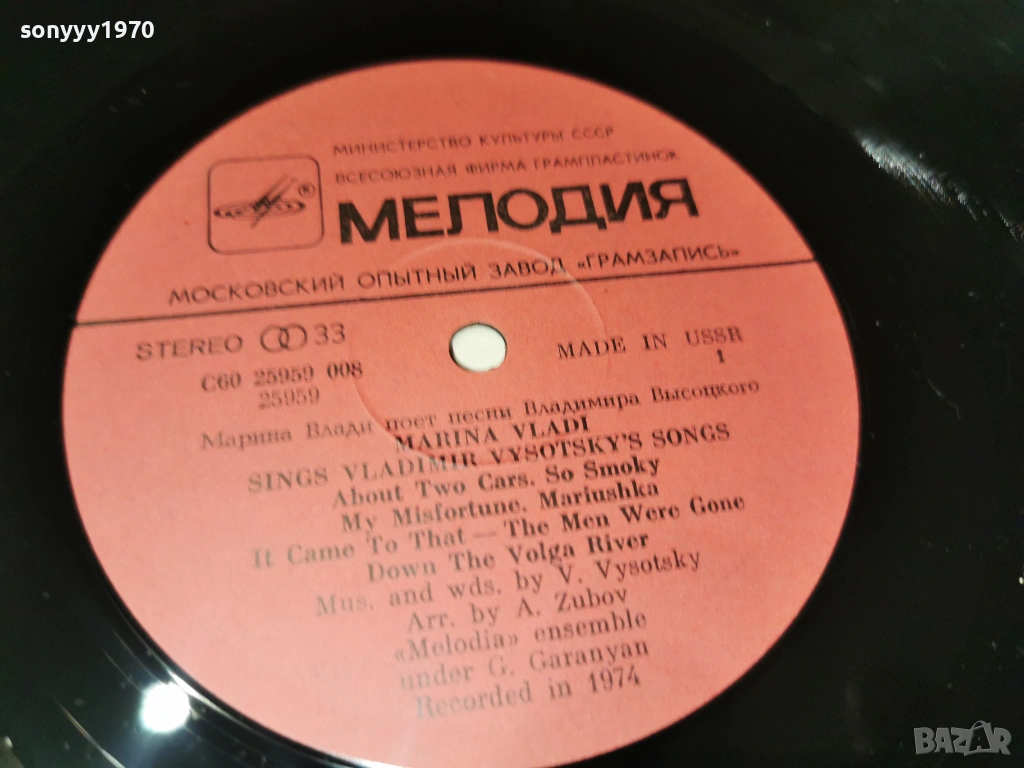 sonyyy1970
МИНИСТЕРСТВО КУЛЬТУРЫ СССР
ВСЕСОЮЗНАЯ ФИРМА ГРАМПЛАСТИНОК
®
МЕЛОДИЯ
МОСКОВСКИЙ ОПЫТНЫЙ ЗАВОД «ГРАМЗАПИСЬ»
STEREO 33
MADE IN USSR
С60 25959 008
1
25959
Марина Влади поет песни Владимира Высоцкого
MARINA VLADI
SINGS VLADIMIR VYSOTSKY'S SONGS
About Two Cars. So Smoky
My Misfortune. Mariushka
It Came To That — The Men Were Gone
Down The Volga River
Mus. and wds. by V. Vysotsky
Arr. by A. Zubov
«Melodia» ensemble
under G. Garanyan
Recorded in 1974
BAZAR